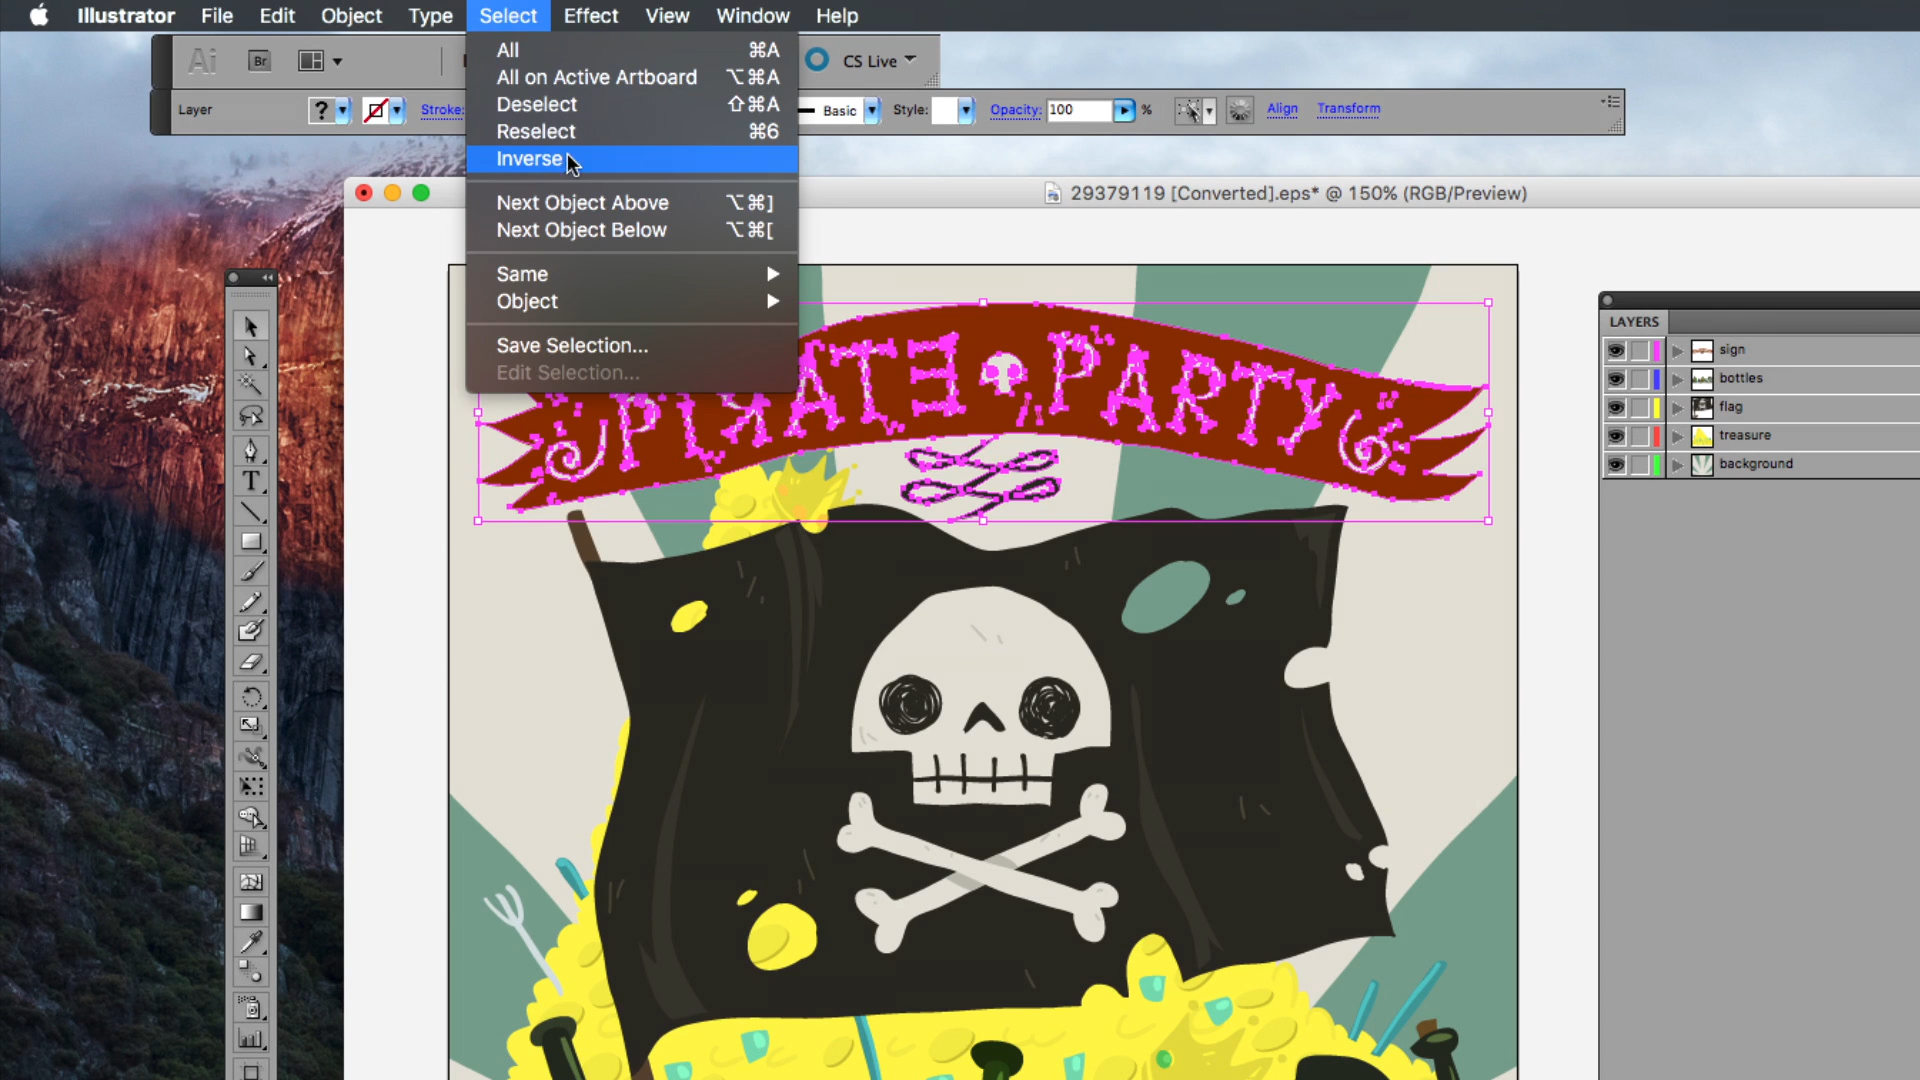 Illustrator File Edit Object Type Select Effect View Window Help
All ⌘A
All on Active Artboard ⌥⌘A
Deselect ⇧⌘A
Reselect ⌘6
Inverse
Next Object Above ⌥⌘]
Next Object Below ⌥⌘[
Same
Object
Save Selection...
Edit Selection...
Ai Br CS Live
Layer ? Stroke: Basic Style: Opacity: 100 % Align Transform
29379119 [Converted].eps* @ 150% (RGB/Preview)
PIRATE PARTY
T
LAYERS
sign
bottles
flag
treasure
background